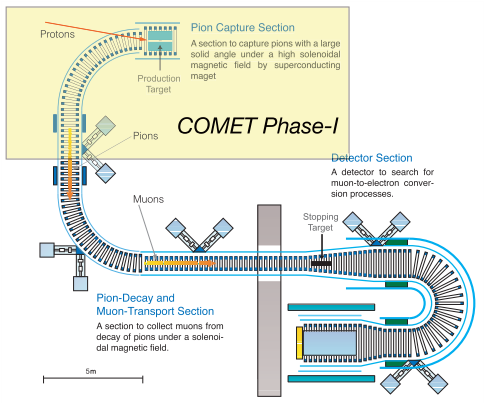 Protons
Pion Capture Section
A section to capture pions with a large
solid angle under a high solenoidal
magnetic field by superconducting
maget
Production
Target
COMET Phase-I
Pions
Detector Section
A detector to search for
muon-to-electron conver-
sion processes.
Muons
Stopping
Target
Pion-Decay and
Muon-Transport Section
A section to collect muons from
decay of pions under a solenoi-
dal magnetic field.
5m